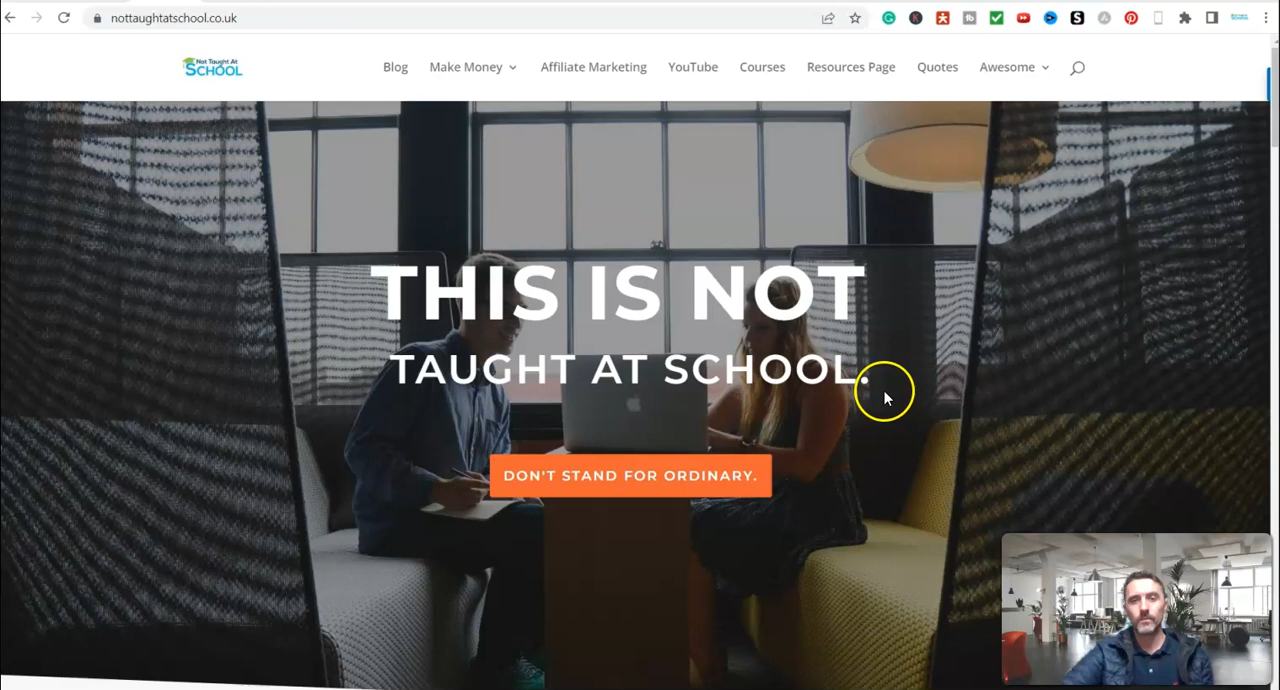 nottaughtatschool.co.uk
Not Taught At
SCHOOL
Blog
Make Money
Affiliate Marketing
YouTube
Courses
Resources Page
Quotes
Awesome
THIS IS NOT
TAUGHT AT SCHOOL.
DON'T STAND FOR ORDINARY.